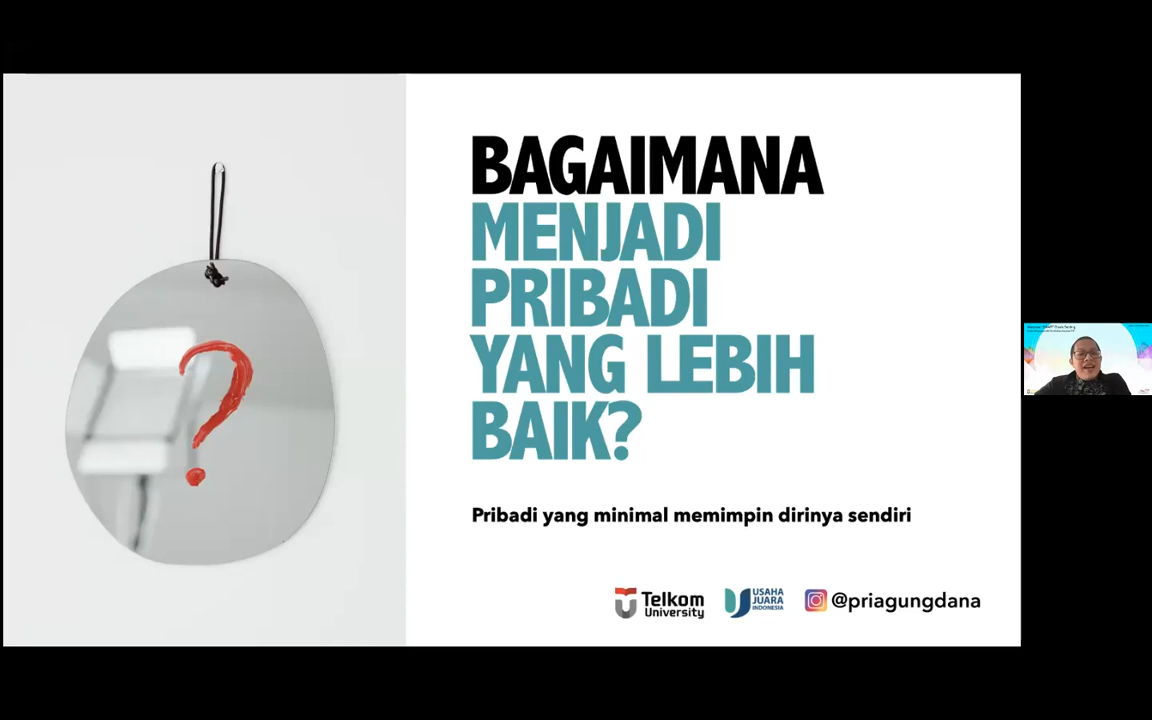 BAGAIMANA
MENJADI
PRIBADI
YANG LEBIH
BAIK?
Pribadi yang minimal memimpin dirinya sendiri
Telkom
University
USAHA
JUARA
INDONESIA
@priagungdana
?